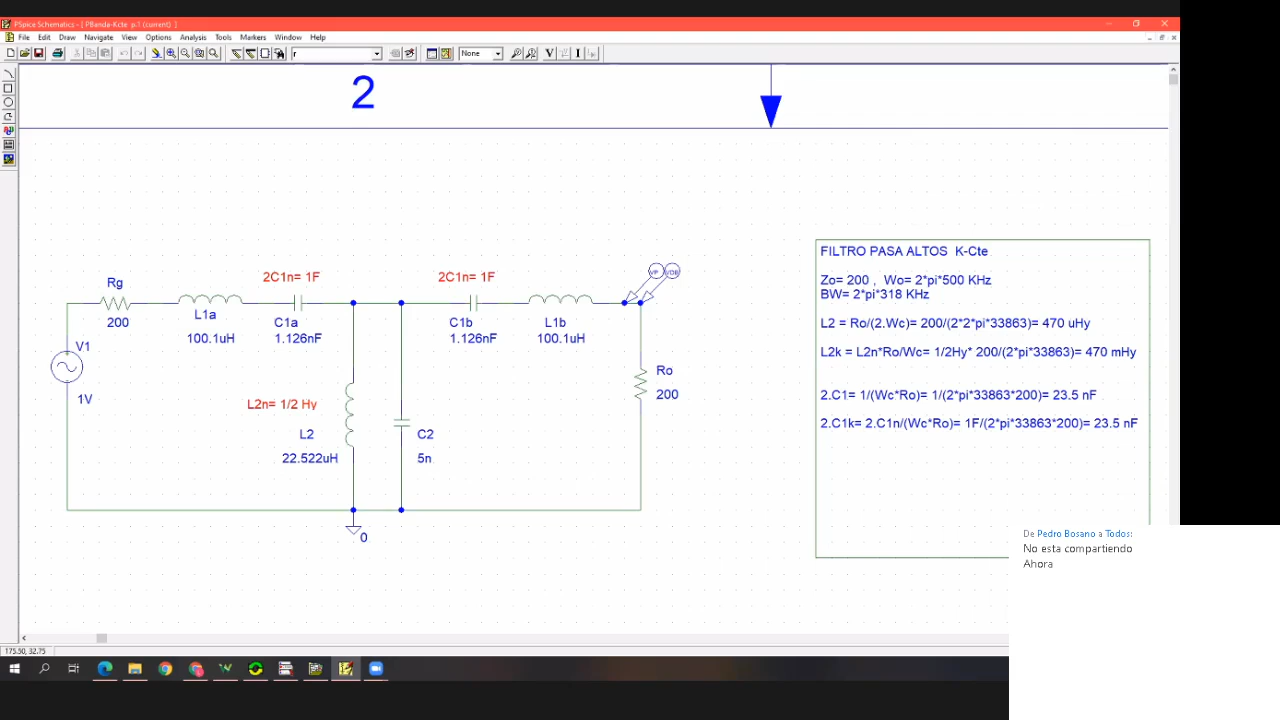 PSpice Schematics - [ PBanda-Kcte p.1 (current) ]
File Edit Draw Navigate View Options Analysis Tools Markers Window Help
r
None
V
I
2
VP VDB
2C1n= 1F
2C1n= 1F
Rg
200
L1a
100.1uH
C1a
1.126nF
C1b
1.126nF
L1b
100.1uH
V1
1V
Ro
200
L2n= 1/2 Hy
L2
22.522uH
C2
5n
0
FILTRO PASA ALTOS K-Cte
Zo= 200 , Wo= 2*pi*500 KHz
BW= 2*pi*318 KHz
L2 = Ro/(2.Wc)= 200/(2*2*pi*33863)= 470 uHy
L2k = L2n*Ro/Wc= 1/2Hy* 200/(2*pi*33863)= 470 mHy
2.C1= 1/(Wc*Ro)= 1/(2*pi*33863*200)= 23.5 nF
2.C1k= 2.C1n/(Wc*Ro)= 1F/(2*pi*33863*200)= 23.5 nF
De Pedro Bosano a Todos:
No esta compartiendo
Ahora
175.50, 32.75